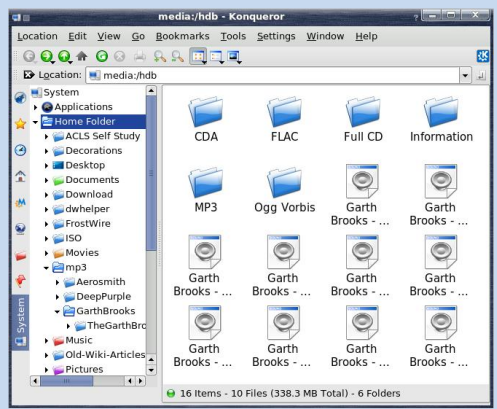 media:/hdb - Konqueror
Location Edit View Go Bookmarks Tools Settings Window Help
Location: media:/hdb
System
Applications
Home Folder
ACLS Self Study
Decorations
Desktop
Documents
Download
dwhelper
FrostWire
ISO
Movies
mp3
Aerosmith
DeepPurple
GarthBrooks
TheGarthBro
Music
Old-Wiki-Articles
Pictures
System
CDA FLAC Full CD Information
MP3 Ogg Vorbis Garth Brooks - ... Garth Brooks - ...
Garth Brooks - ... Garth Brooks - ... Garth Brooks - ... Garth Brooks - ...
Garth Brooks - ... Garth Brooks - ... Garth Brooks - ... Garth Brooks - ...
16 Items - 10 Files (338.3 MB Total) - 6 Folders